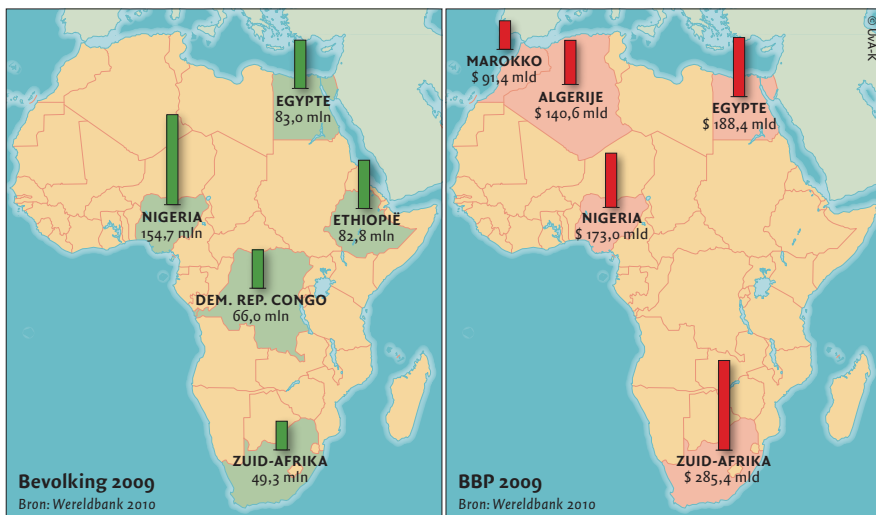 EGYPTE
83,0 mln
NIGERIA
154,7 mln
ETHIOPIË
82,8 mln
DEM. REP. CONGO
66,0 mln
ZUID-AFRIKA
49,3 mln
Bevolking 2009
Bron: Wereldbank 2010
© UvA-K
MAROKKO
$ 91,4 mld
ALGERIJE
$ 140,6 mld
EGYPTE
$ 188,4 mld
NIGERIA
$ 173,0 mld
ZUID-AFRIKA
$ 285,4 mld
BBP 2009
Bron: Wereldbank 2010